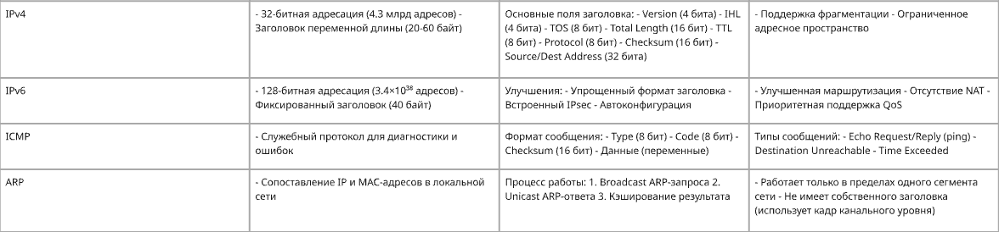 IPv4
- 32-битная адресация (4.3 млрд адресов) -
Заголовок переменной длины (20-60 байт)
Основные поля заголовка: - Version (4 бита) - IHL
(4 бита) - TOS (8 бит) - Total Length (16 бит) - TTL
(8 бит) - Protocol (8 бит) - Checksum (16 бит) -
Source/Dest Address (32 бита)
- Поддержка фрагментации - Ограниченное
адресное пространство
IPv6
- 128-битная адресация (3.4×10³⁸ адресов) -
Фиксированный заголовок (40 байт)
Улучшения: - Упрощенный формат заголовка -
Встроенный IPsec - Автоконфигурация
- Улучшенная маршрутизация - Отсутствие NAT -
Приоритетная поддержка QoS
ICMP
- Служебный протокол для диагностики и
ошибок
Формат сообщения: - Type (8 бит) - Code (8 бит) -
Checksum (16 бит) - Данные (переменные)
Типы сообщений: - Echo Request/Reply (ping) -
Destination Unreachable - Time Exceeded
ARP
- Сопоставление IP и MAC-адресов в локальной
сети
Процесс работы: 1. Broadcast ARP-запроса 2.
Unicast ARP-ответа 3. Кэширование результата
- Работает только в пределах одного сегмента
сети - Не имеет собственного заголовка
(использует кадр канального уровня)